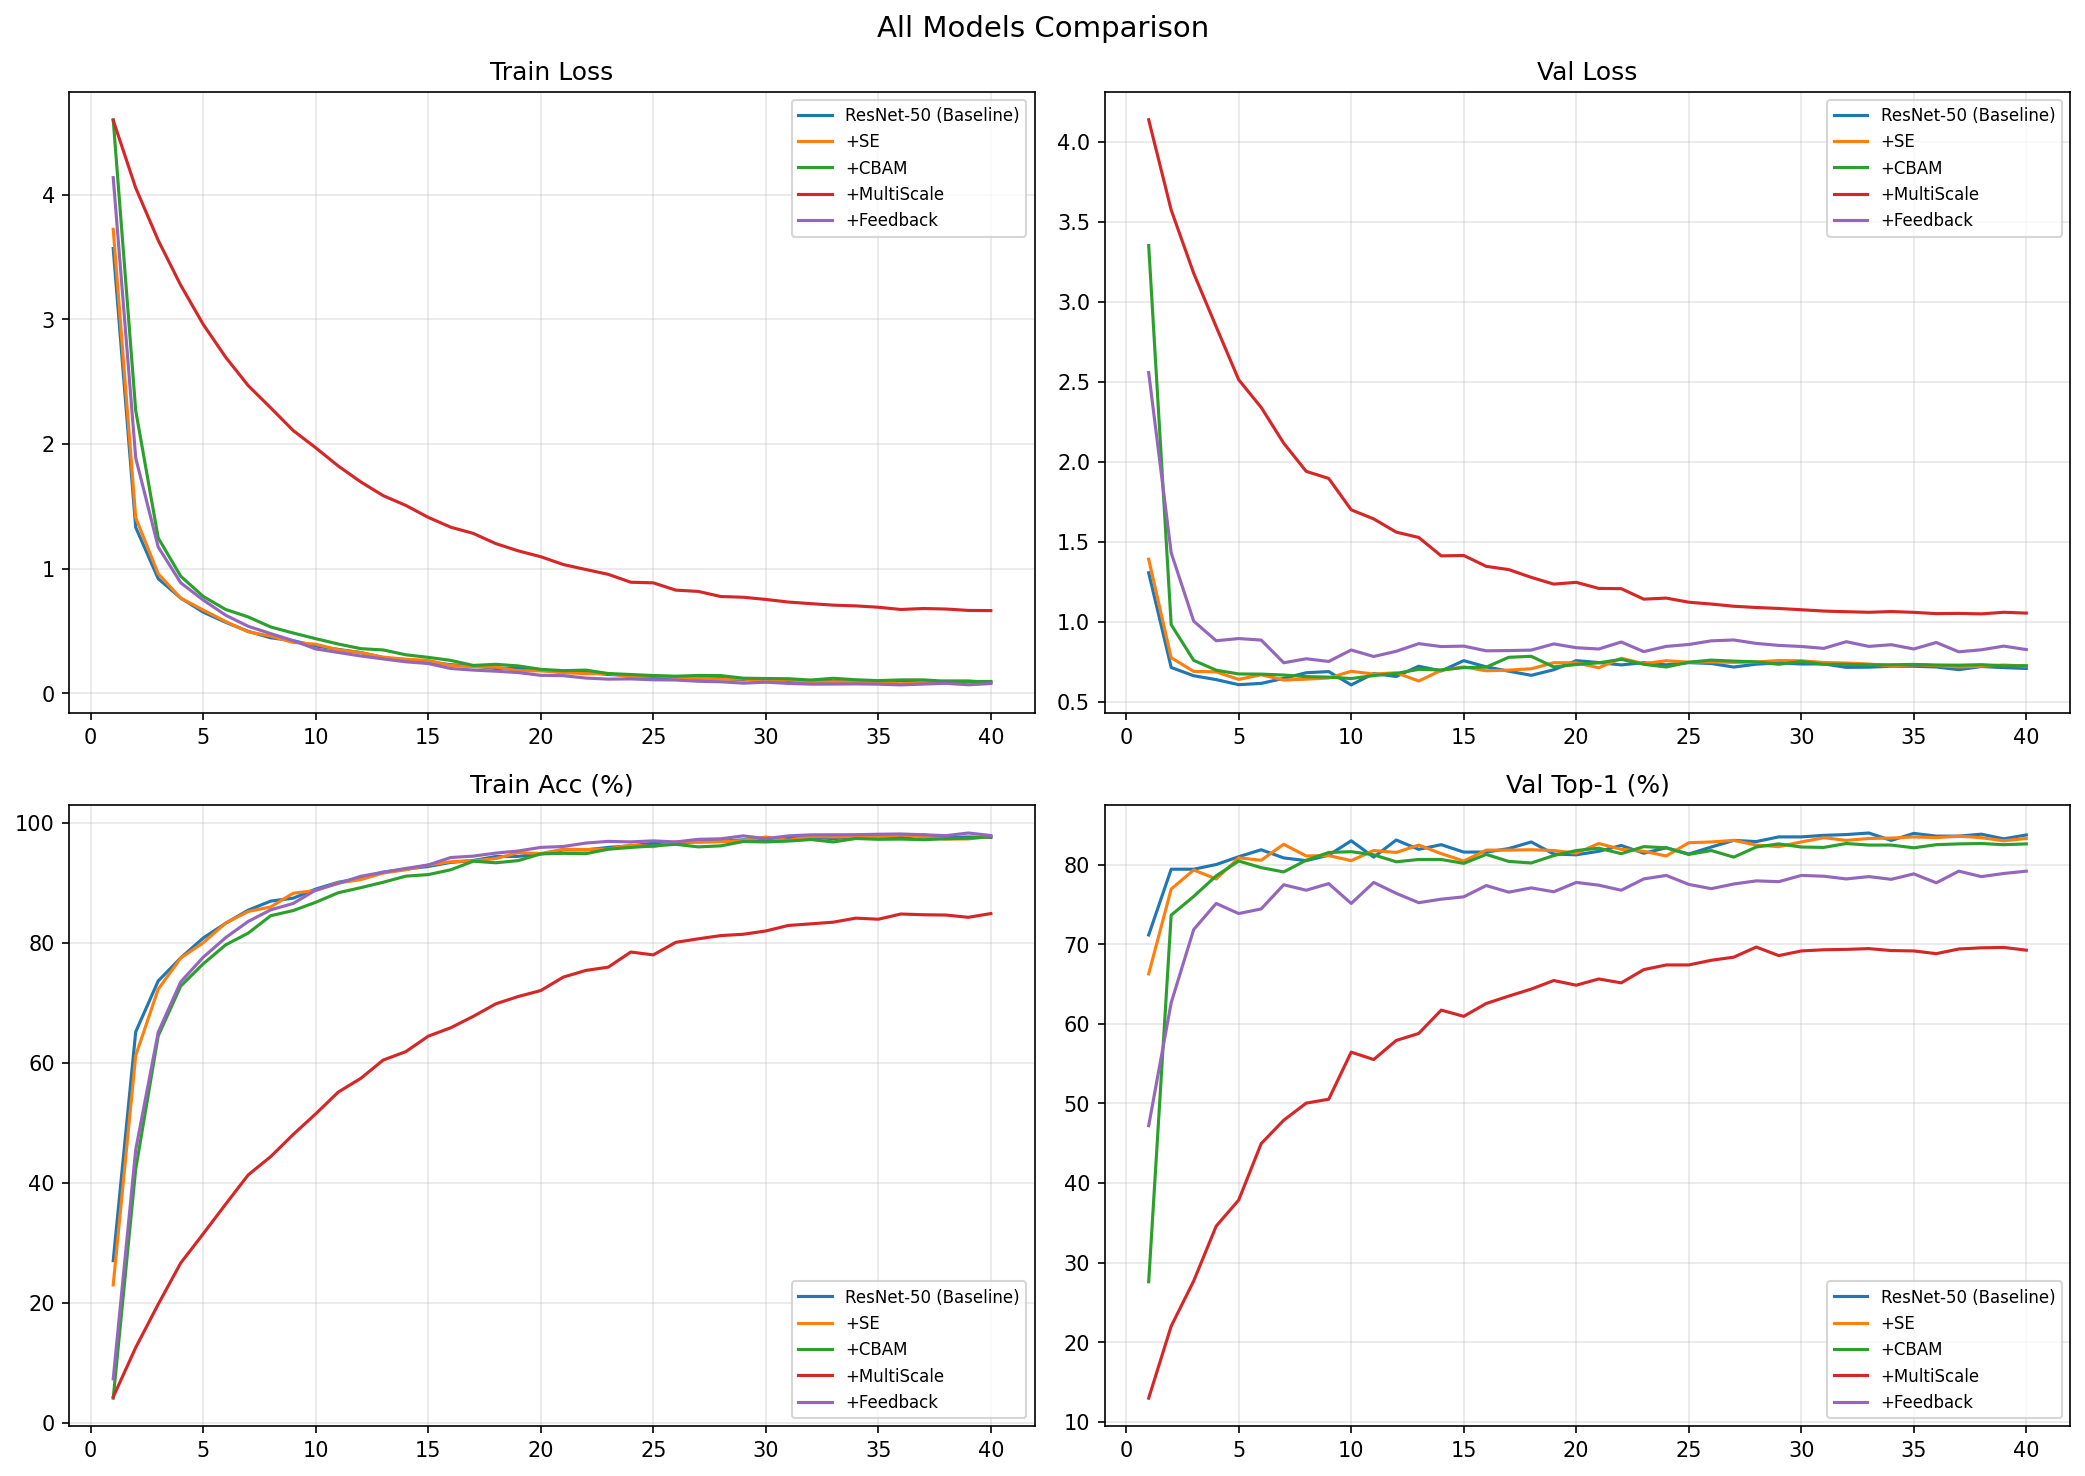 All Models Comparison
Train Loss
4
3
2
1
0
0 5 10 15 20 25 30 35 40
ResNet-50 (Baseline)
+SE
+CBAM
+MultiScale
+Feedback
Val Loss
4.0
3.5
3.0
2.5
2.0
1.5
1.0
0.5
0 5 10 15 20 25 30 35 40
ResNet-50 (Baseline)
+SE
+CBAM
+MultiScale
+Feedback
Train Acc (%)
100
80
60
40
20
0
0 5 10 15 20 25 30 35 40
ResNet-50 (Baseline)
+SE
+CBAM
+MultiScale
+Feedback
Val Top-1 (%)
80
70
60
50
40
30
20
10
0 5 10 15 20 25 30 35 40
ResNet-50 (Baseline)
+SE
+CBAM
+MultiScale
+Feedback